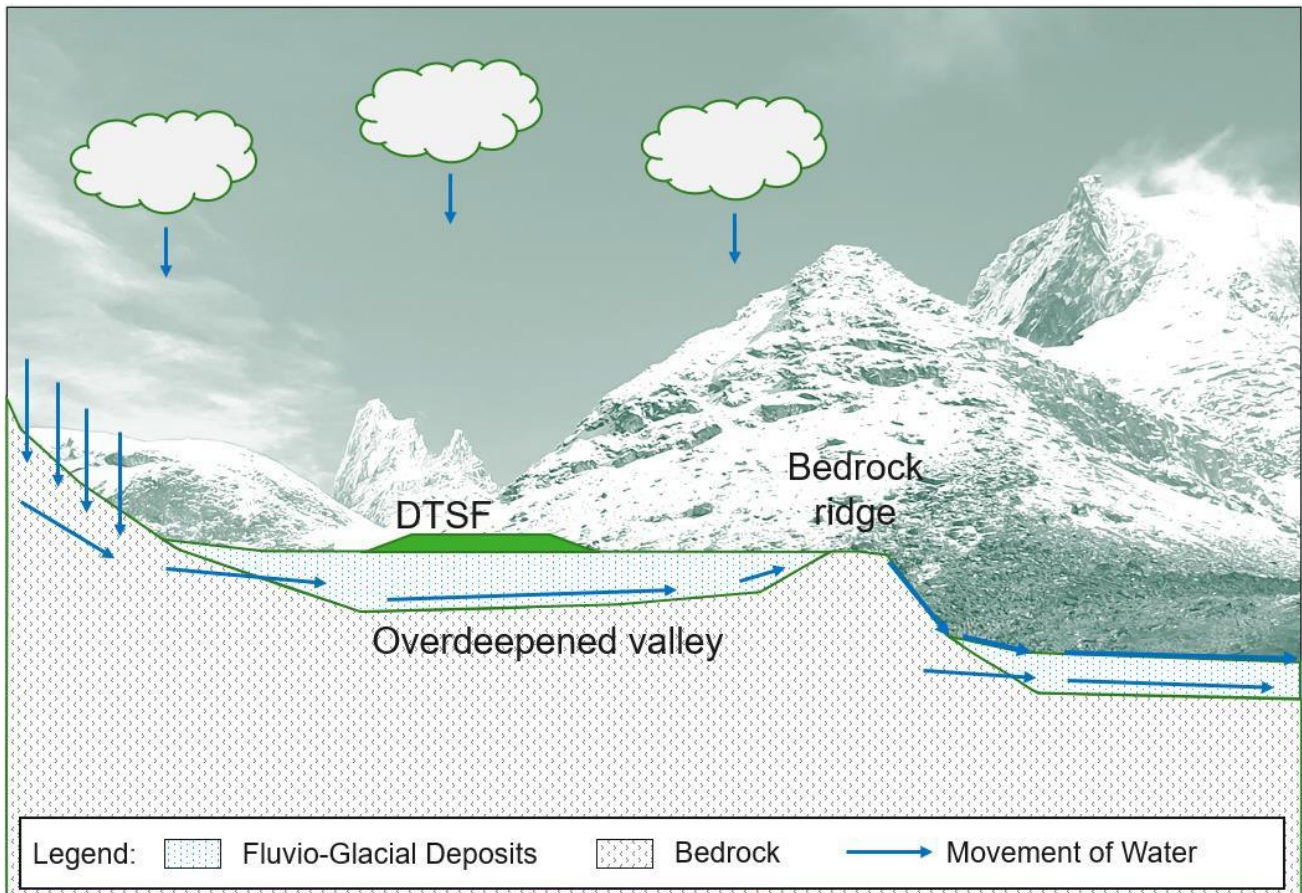 DTSF
Bedrock
ridge
Overdeepened valley
Legend:
Fluvio-Glacial Deposits
Bedrock
Movement of Water